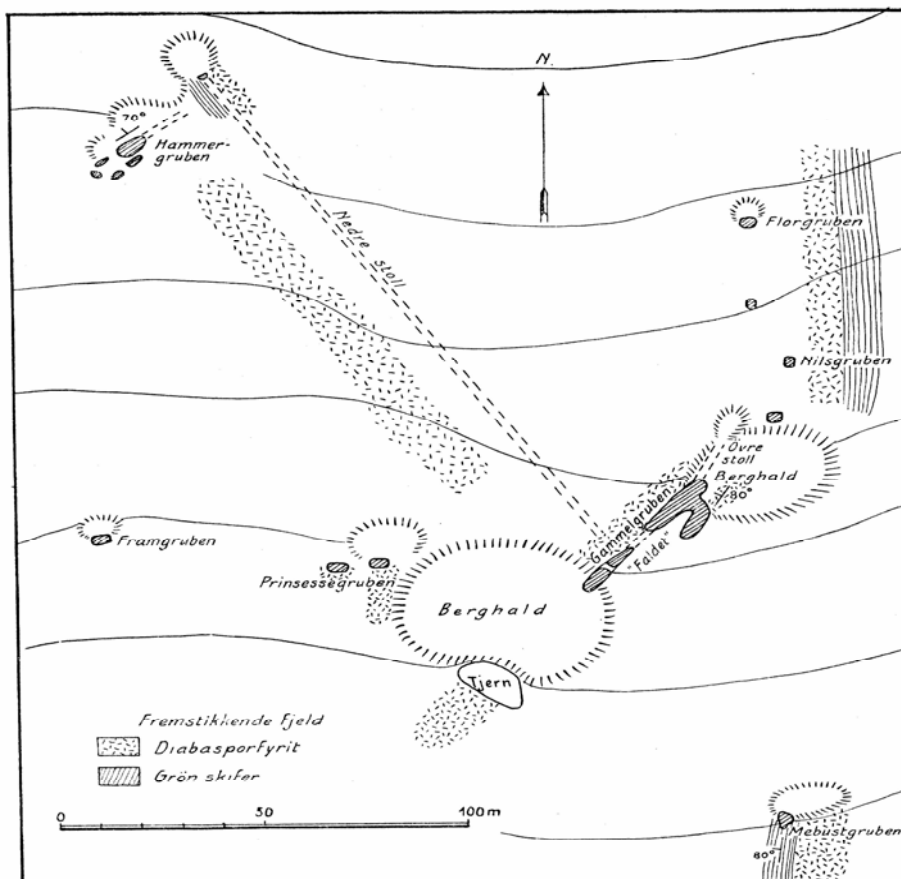 N.
70°
Hammer-
gruben
Nedre
stoll
Florgruben
Nilsgruben
Ovre
stoll
Berghald
80°
Gammelgruben
"Faldet"
Framgruben
Prinsessegruben
Berghald
Tjern
Fremstikkende fjeld
Diabasporfyrit
Grön skifer
0 50 100 m
Mebustgruben
80°